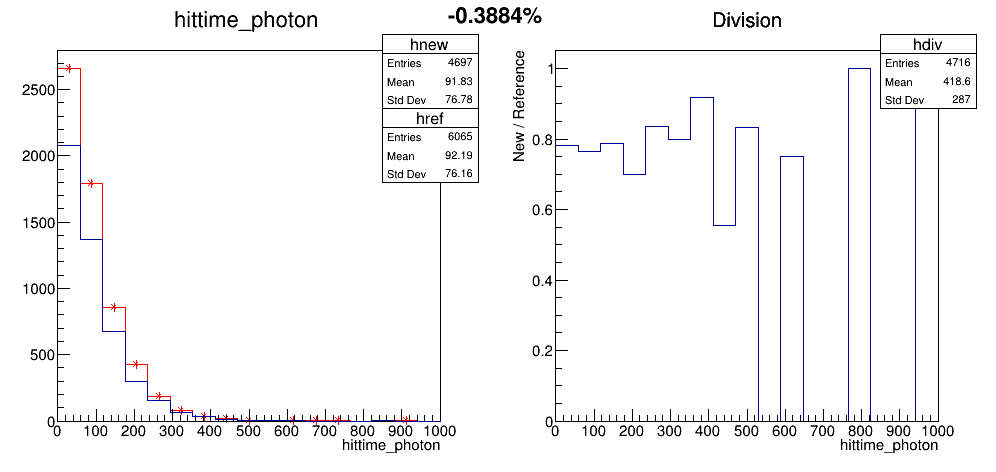 -0.3884%
hittime_photon
hnew
Entries 4697
Mean 91.83
Std Dev 76.78
href
Entries 6065
Mean 92.19
Std Dev 76.16
2500
2000
1500
1000
500
0
0 100 200 300 400 500 600 700 800 900 1000
hittime_photon
Division
hdiv
Entries 4716
Mean 418.6
Std Dev 287
New / Reference
1
0.8
0.6
0.4
0.2
0
0 100 200 300 400 500 600 700 800 900 1000
hittime_photon